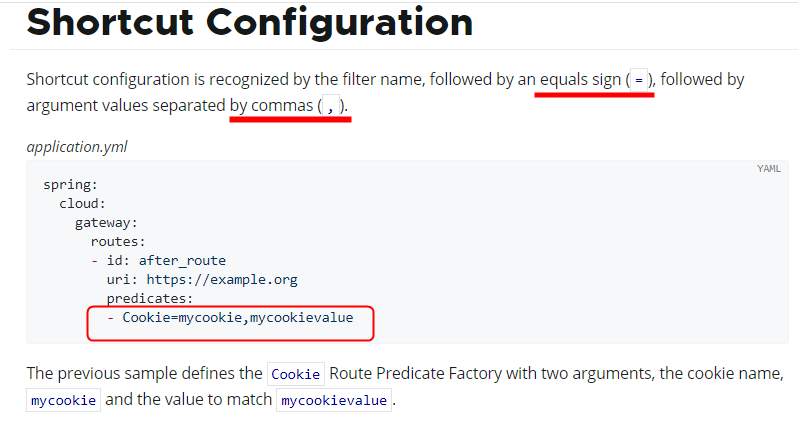 Shortcut Configuration
Shortcut configuration is recognized by the filter name, followed by an equals sign (=), followed by
argument values separated by commas (,).
application.yml
YAML
spring:
  cloud:
    gateway:
      routes:
      - id: after_route
        uri: https://example.org
        predicates:
        - Cookie=mycookie,mycookievalue
The previous sample defines the Cookie Route Predicate Factory with two arguments, the cookie name,
mycookie and the value to match mycookievalue.